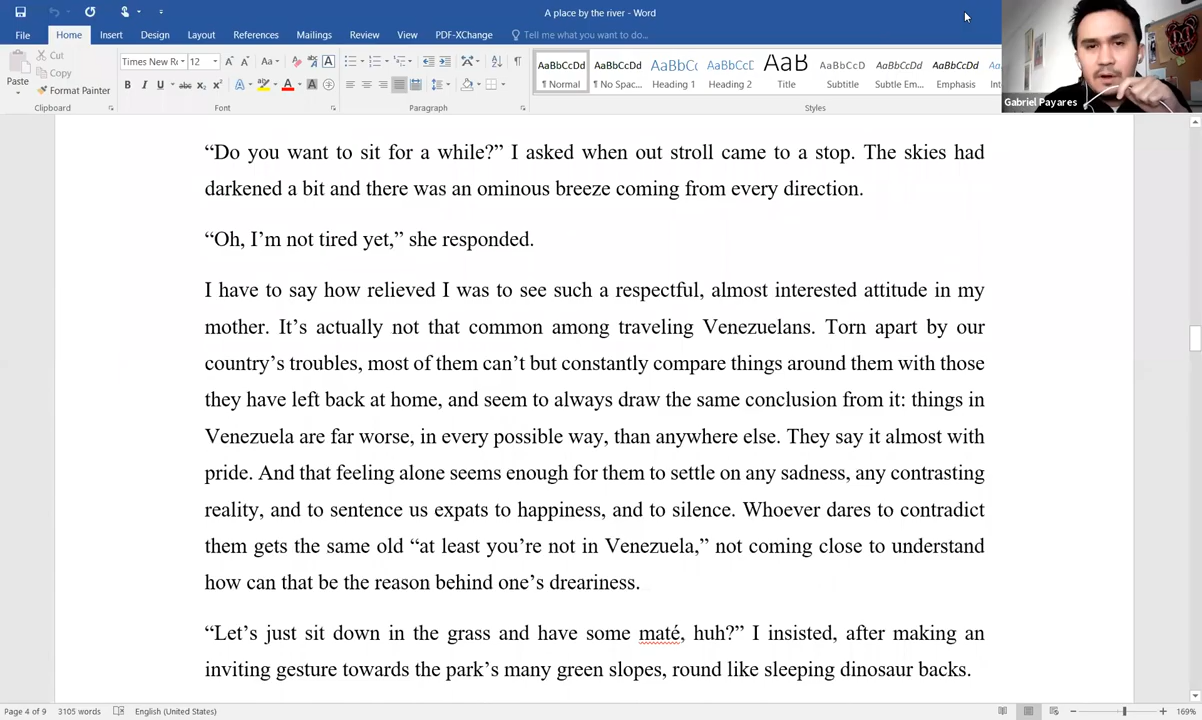 A place by the river - Word
File Home Insert Design Layout References Mailings Review View PDF-XChange Tell me what you want to do...
Paste
Cut
Copy
Format Painter
Times New Ro 12
AaBbCcDd AaBbCcDd AaBbCc AaBbCcC AaB AaBbCcD AaBbCcDd AaBbCcDd
¶ Normal ¶ No Spac... Heading 1 Heading 2 Title Subtitle Subtle Em... Emphasis
Clipboard Font Paragraph Styles
Gabriel Payares
“Do you want to sit for a while?” I asked when out stroll came to a stop. The skies had
darkened a bit and there was an ominous breeze coming from every direction.
“Oh, I’m not tired yet,” she responded.
I have to say how relieved I was to see such a respectful, almost interested attitude in my
mother. It’s actually not that common among traveling Venezuelans. Torn apart by our
country’s troubles, most of them can’t but constantly compare things around them with those
they have left back at home, and seem to always draw the same conclusion from it: things in
Venezuela are far worse, in every possible way, than anywhere else. They say it almost with
pride. And that feeling alone seems enough for them to settle on any sadness, any contrasting
reality, and to sentence us expats to happiness, and to silence. Whoever dares to contradict
them gets the same old “at least you’re not in Venezuela,” not coming close to understand
how can that be the reason behind one’s dreariness.
“Let’s just sit down in the grass and have some maté, huh?” I insisted, after making an
inviting gesture towards the park’s many green slopes, round like sleeping dinosaur backs.
Page 4 of 9 3105 words English (United States) 169%